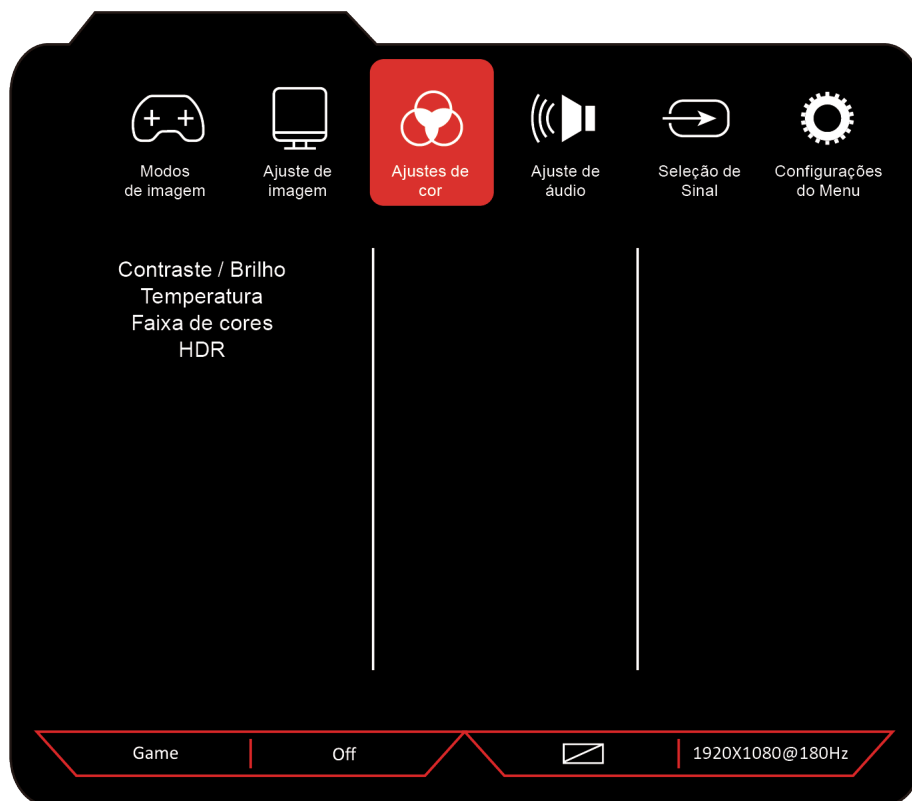 Modos
de imagem
Ajuste de
imagem
Ajustes de
cor
Ajuste de
áudio
Seleção de
Sinal
Configurações
do Menu
Contraste / Brilho
Temperatura
Faixa de cores
HDR
Game
Off
1920X1080@180Hz